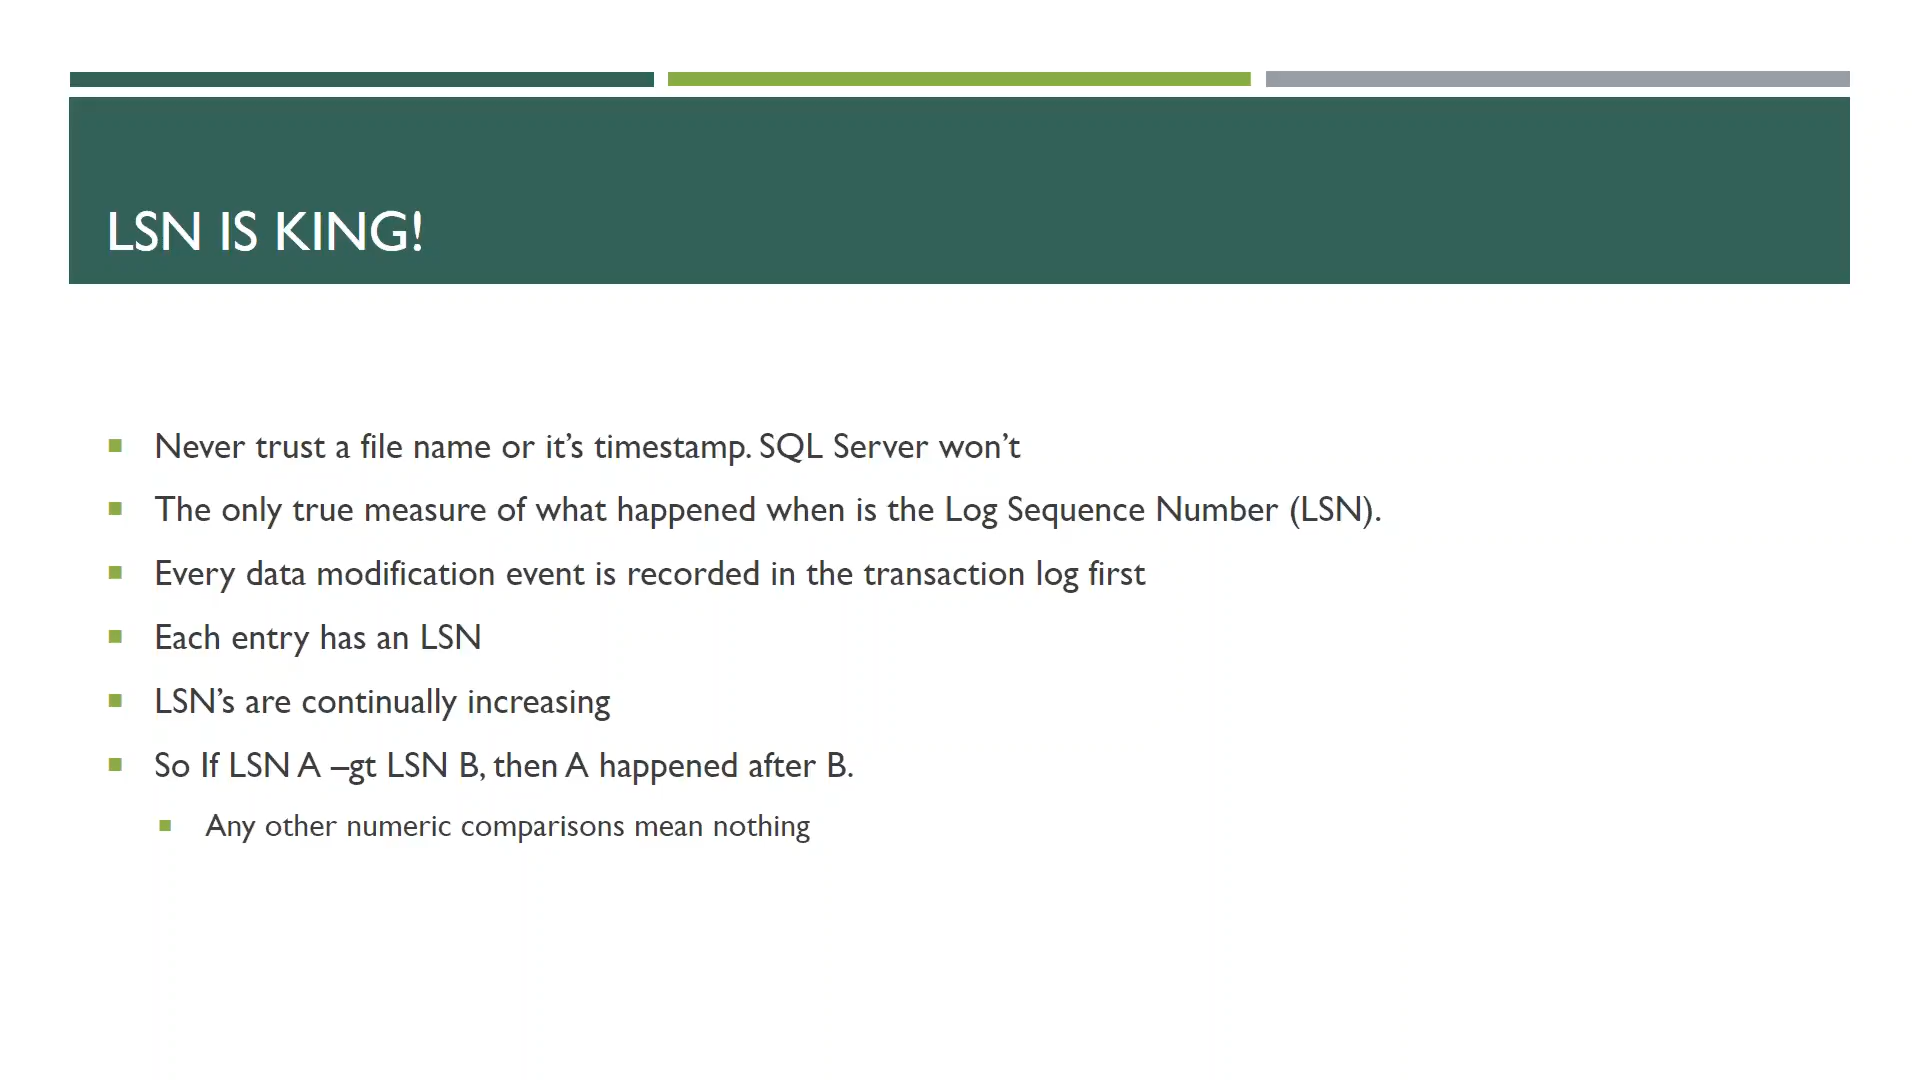 LSN IS KING!
Never trust a file name or it’s timestamp. SQL Server won’t
The only true measure of what happened when is the Log Sequence Number (LSN).
Every data modification event is recorded in the transaction log first
Each entry has an LSN
LSN’s are continually increasing
So If LSN A –gt LSN B, then A happened after B.
Any other numeric comparisons mean nothing